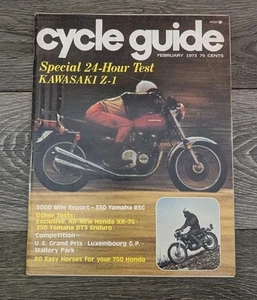 cycle guide
FEBRUARY 1973 75 CENTS
Special 24-Hour Test
KAWASAKI Z-1
5000 Mile Report - 350 Yamaha R5C
Other Tests:
Exclusive, All-New Honda XR-75 -
250 Yamaha DT3 Enduro
Competition -
U.S. Grand Prix - Luxembourg G.P. -
Mallory Park
80 Easy Horses for your 750 Honda